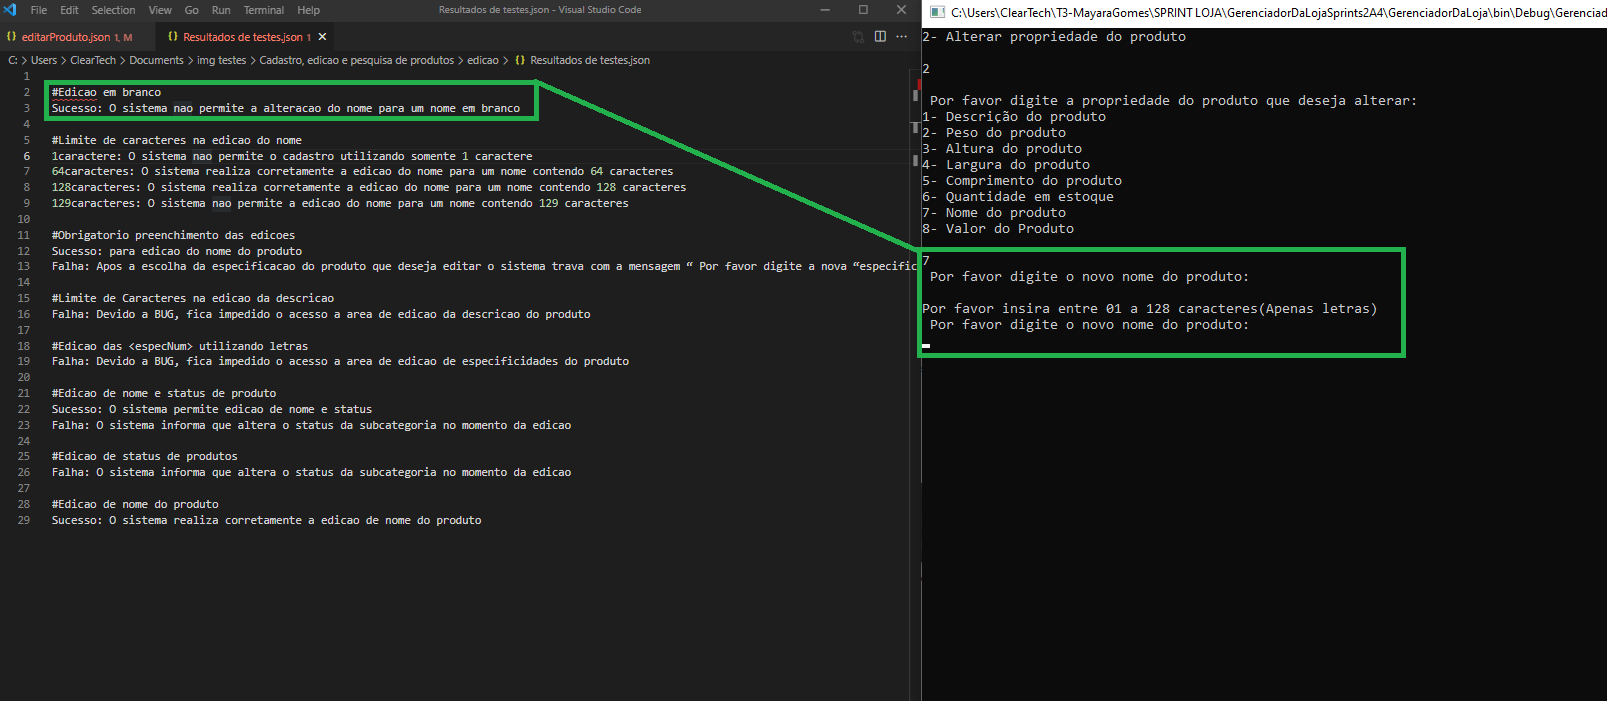 File Edit Selection View Go Run Terminal Help
Resultados de testes.json - Visual Studio Code
editarProduto.json 1, M
Resultados de testes.json 1
C: > Users > ClearTech > Documents > img testes > Cadastro, edicao e pesquisa de produtos > edicao > {} Resultados de testes.json
1
2 #Edicao em branco
3 Sucesso: O sistema nao permite a alteracao do nome para um nome em branco
4
5 #Limite de caracteres na edicao do nome
6 1caractere: O sistema nao permite o cadastro utilizando somente 1 caractere
7 64caracteres: O sistema realiza corretamente a edicao do nome para um nome contendo 64 caracteres
8 128caracteres: O sistema realiza corretamente a edicao do nome para um nome contendo 128 caracteres
9 129caracteres: O sistema nao permite a edicao do nome para um nome contendo 129 caracteres
10
11 #Obrigatorio preenchimento das edicoes
12 Sucesso: para edicao do nome do produto
13 Falha: Apos a escolha da especificacao do produto que deseja editar o sistema trava com a mensagem “ Por favor digite a nova “especific
14
15 #Limite de Caracteres na edicao da descricao
16 Falha: Devido a BUG, fica impedido o acesso a area de edicao da descricao do produto
17
18 #Edicao das <especNum> utilizando letras
19 Falha: Devido a BUG, fica impedido o acesso a area de edicao de especificidades do produto
20
21 #Edicao de nome e status de produto
22 Sucesso: O sistema permite edicao de nome e status
23 Falha: O sistema informa que altera o status da subcategoria no momento da edicao
24
25 #Edicao de status de produtos
26 Falha: O sistema informa que altera o status da subcategoria no momento da edicao
27
28 #Edicao de nome do produto
29 Sucesso: O sistema realiza corretamente a edicao de nome do produto
C:\Users\ClearTech\T3-MayaraGomes\SPRINT LOJA\GerenciadorDaLojaSprints2A4\GerenciadorDaLoja\bin\Debug\Gerenciad
2- Alterar propriedade do produto
2
Por favor digite a propriedade do produto que deseja alterar:
1- Descrição do produto
2- Peso do produto
3- Altura do produto
4- Largura do produto
5- Comprimento do produto
6- Quantidade em estoque
7- Nome do produto
8- Valor do Produto
7
Por favor digite o novo nome do produto:
Por favor insira entre 01 a 128 caracteres(Apenas letras)
Por favor digite o novo nome do produto: